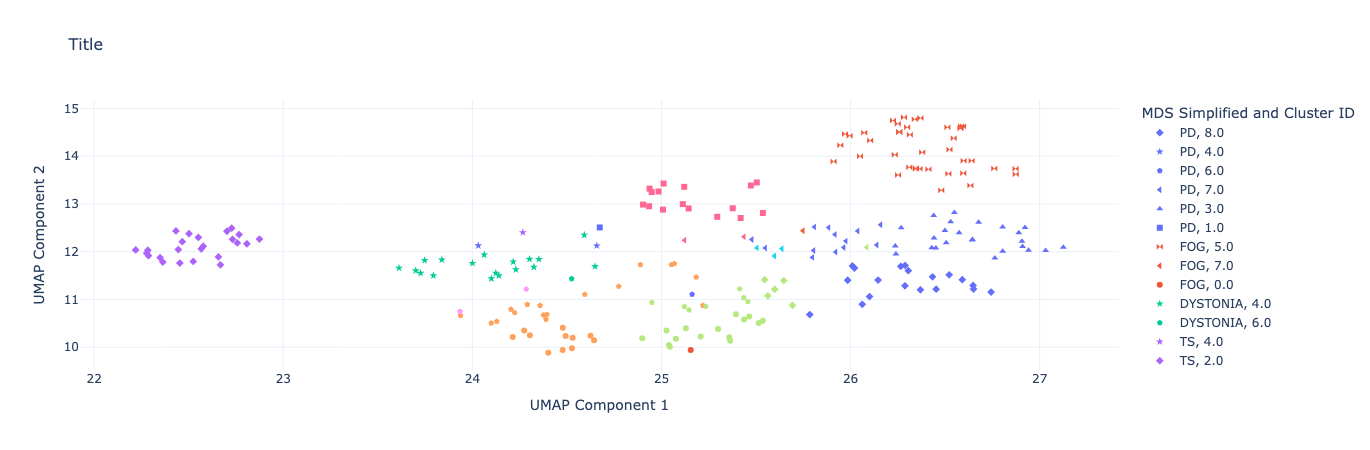 Title
MDS Simplified and Cluster ID
PD, 8.0
PD, 4.0
PD, 6.0
PD, 7.0
PD, 3.0
PD, 1.0
FOG, 5.0
FOG, 7.0
FOG, 0.0
DYSTONIA, 4.0
DYSTONIA, 6.0
TS, 4.0
TS, 2.0
UMAP Component 2
15
14
13
12
11
10
22 23 24 25 26 27
UMAP Component 1